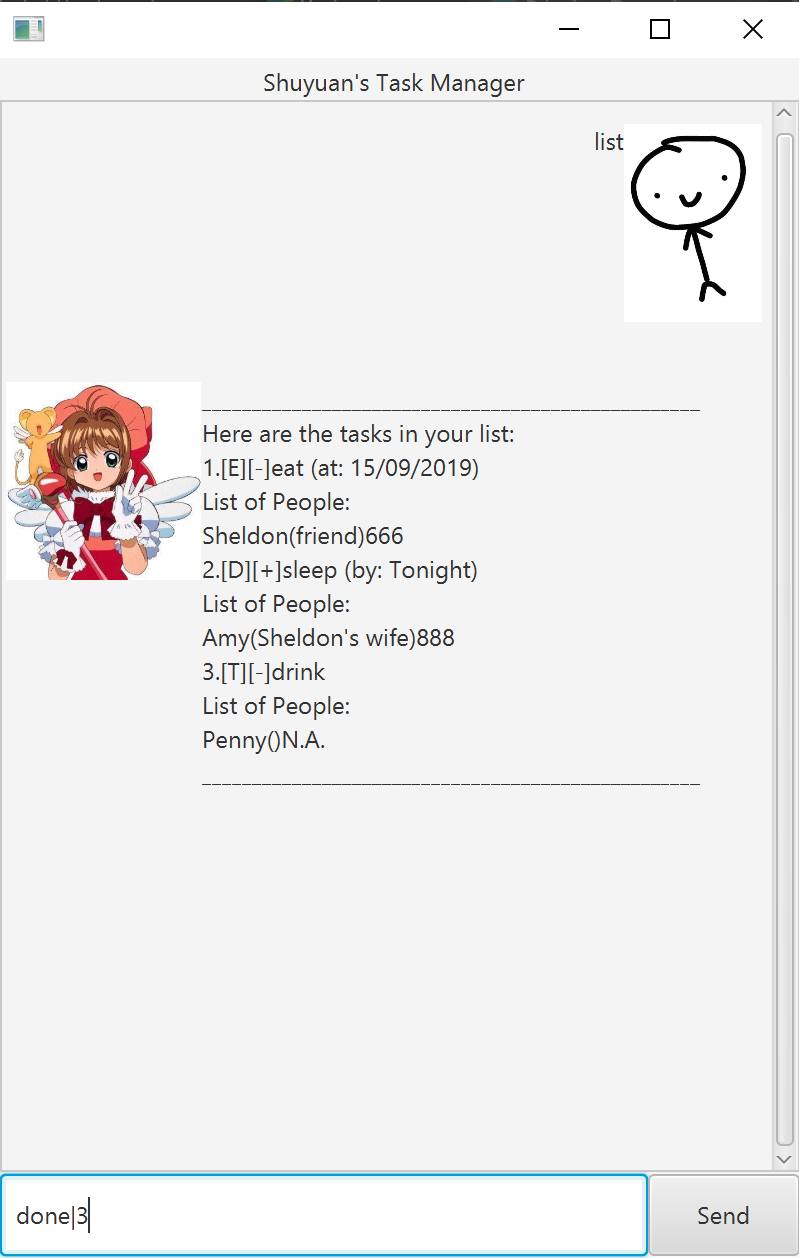 Shuyuan's Task Manager
list
__________________________________________________
Here are the tasks in your list:
1.[E][-]eat (at: 15/09/2019)
List of People:
Sheldon(friend)666
2.[D][+]sleep (by: Tonight)
List of People:
Amy(Sheldon's wife)888
3.[T][-]drink
List of People:
Penny()N.A.
__________________________________________________
done|3
Send